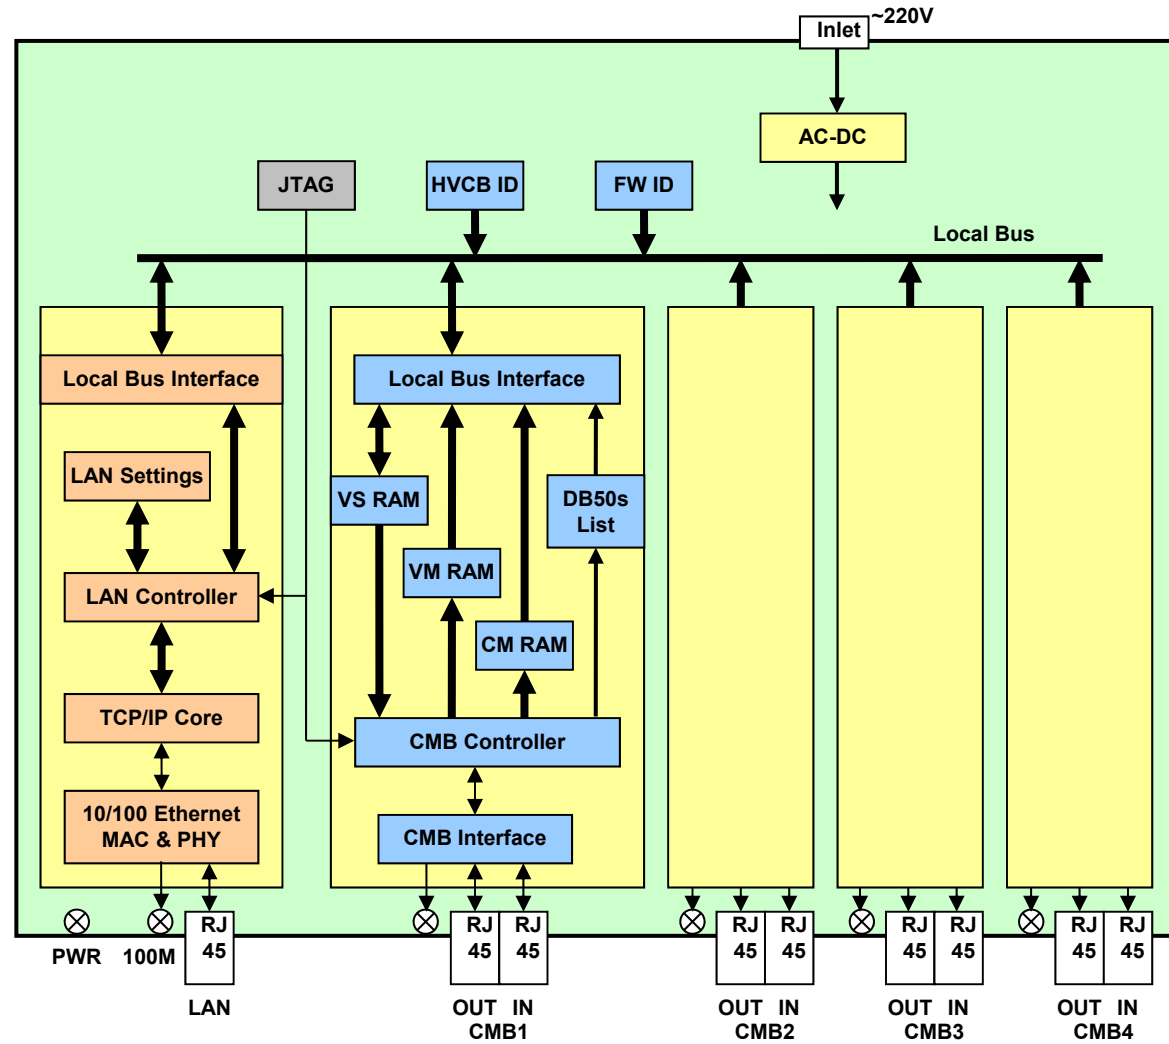 ~220V
Inlet
AC-DC
JTAG
HVCB ID
FW ID
Local Bus
Local Bus Interface
Local Bus Interface
LAN Settings
VS RAM
DB50s
List
VM RAM
LAN Controller
CM RAM
TCP/IP Core
CMB Controller
10/100 Ethernet
MAC & PHY
CMB Interface
RJ
45
RJ
45
RJ
45
RJ
45
RJ
45
RJ
45
RJ
45
RJ
45
RJ
45
PWR
100M
LAN
OUT IN
CMB1
OUT IN
CMB2
OUT IN
CMB3
OUT IN
CMB4